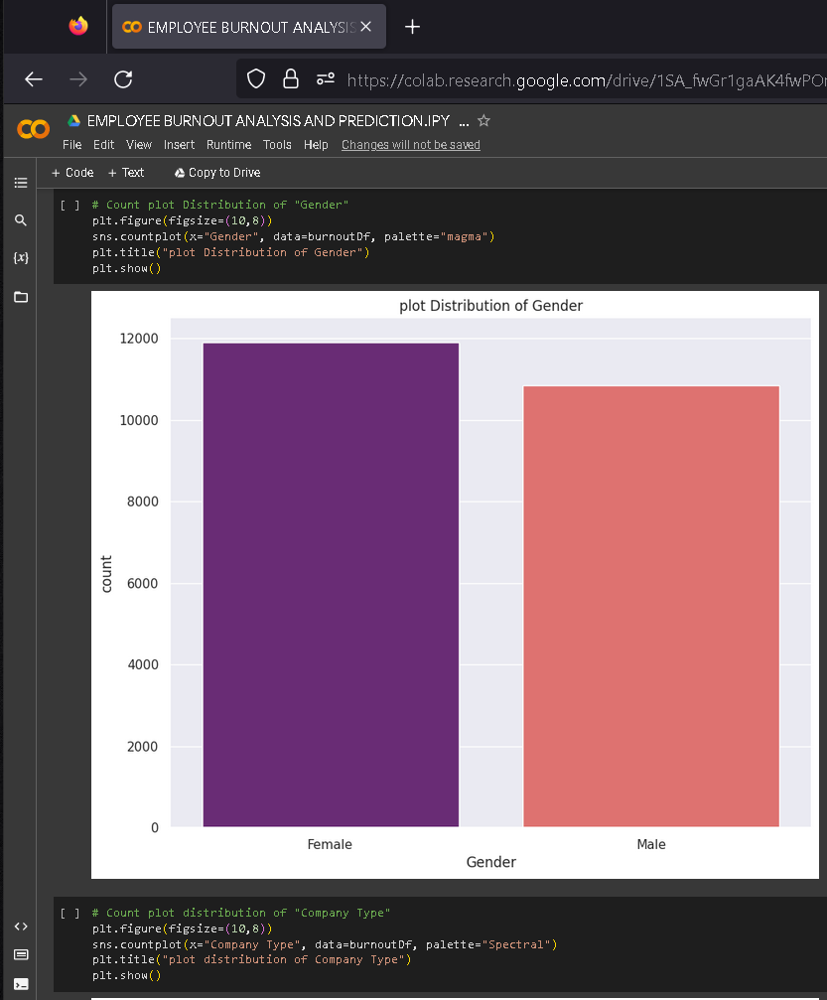 EMPLOYEE BURNOUT ANALYSIS
https://colab.research.google.com/drive/1SA_fwGr1gaAK4fwPO
EMPLOYEE BURNOUT ANALYSIS AND PREDICTION.IPY ...
File Edit View Insert Runtime Tools Help Changes will not be saved
+ Code + Text Copy to Drive
{x}
[ ] # Count plot Distribution of "Gender"
plt.figure(figsize=(10,8))
sns.countplot(x="Gender", data=burnoutDf, palette="magma")
plt.title("plot Distribution of Gender")
plt.show()
plot Distribution of Gender
12000
10000
8000
6000
4000
2000
0
count
Female Male
Gender
[ ] # Count plot distribution of "Company Type"
plt.figure(figsize=(10,8))
sns.countplot(x="Company Type", data=burnoutDf, palette="Spectral")
plt.title("plot distribution of Company Type")
plt.show()